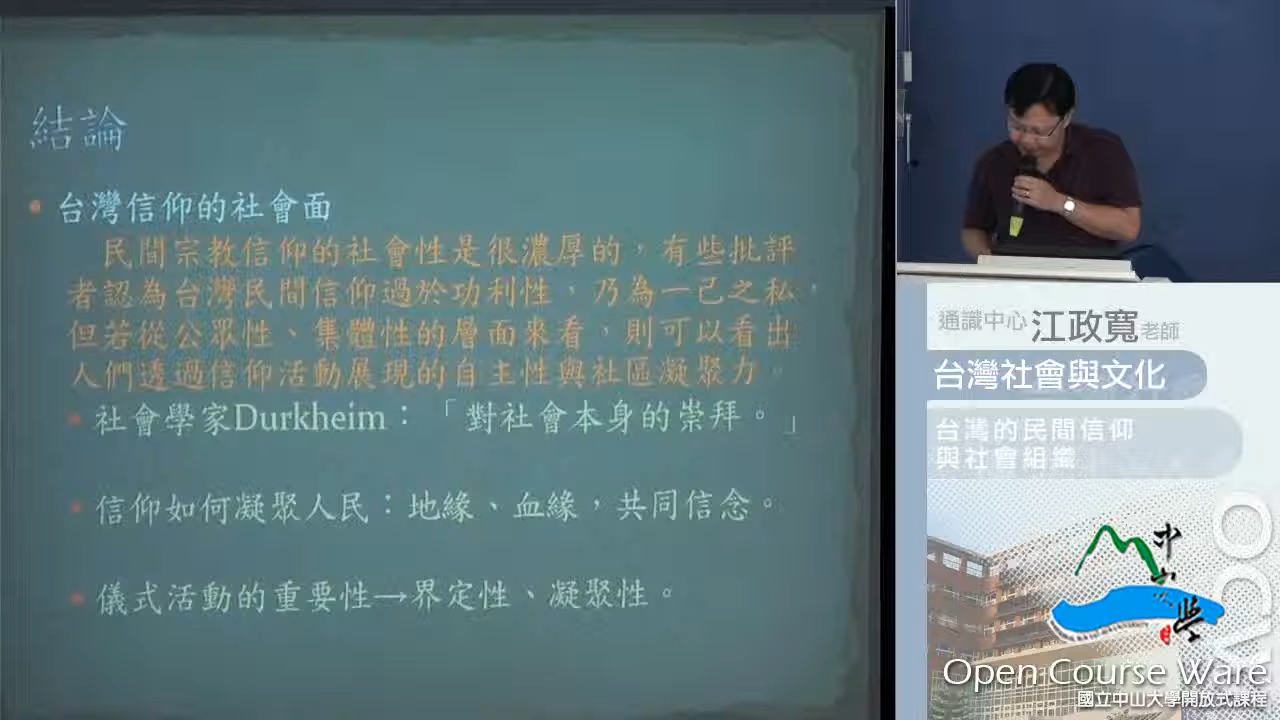 結論
台灣信仰的社會面
民間宗教信仰的社會性是很濃厚的，有些批評
者認為台灣民間信仰過於功利性，乃為一己之私，
但若從公眾性、集體性的層面來看，則可以看出
人們透過信仰活動展現的自主性與社區凝聚力。
社會學家Durkheim：「對社會本身的崇拜。」
信仰如何凝聚人民：地緣、血緣，共同信念。
儀式活動的重要性→界定性、凝聚性。
通識中心 江政寬 老師
台灣社會與文化
台灣的民間信仰
與社會組織
Open Course Ware
國立中山大學開放式課程